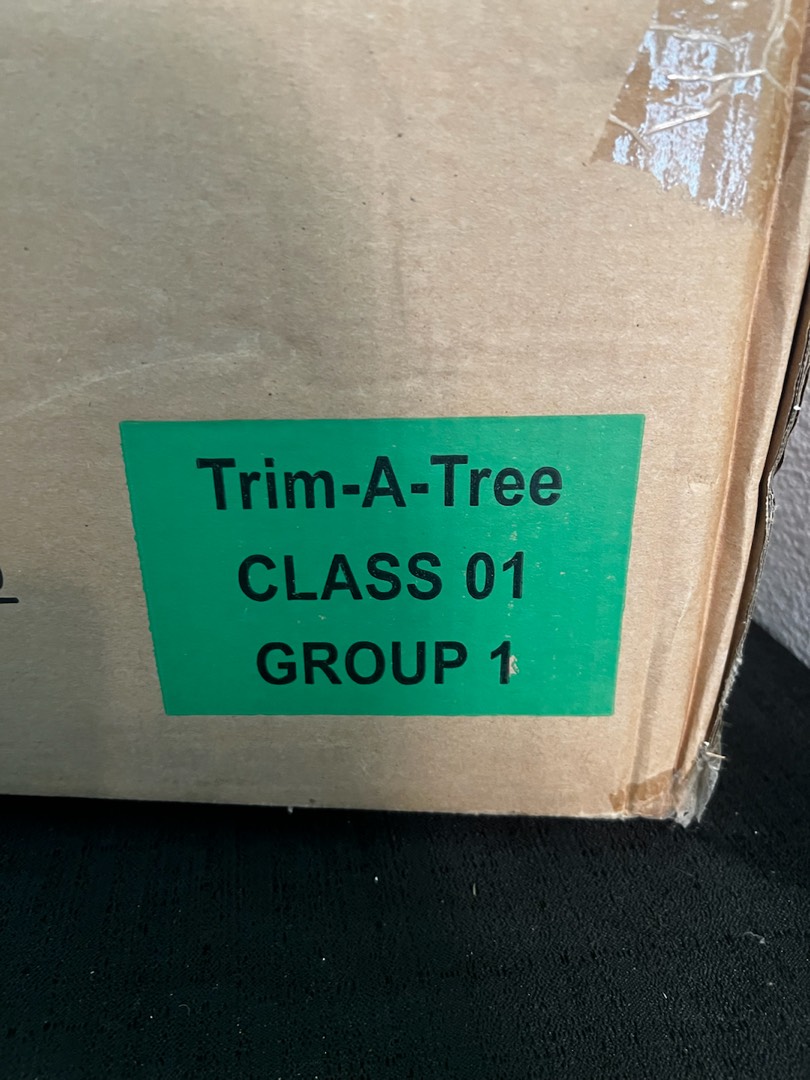 Trim-A-Tree
CLASS 01
GROUP 1